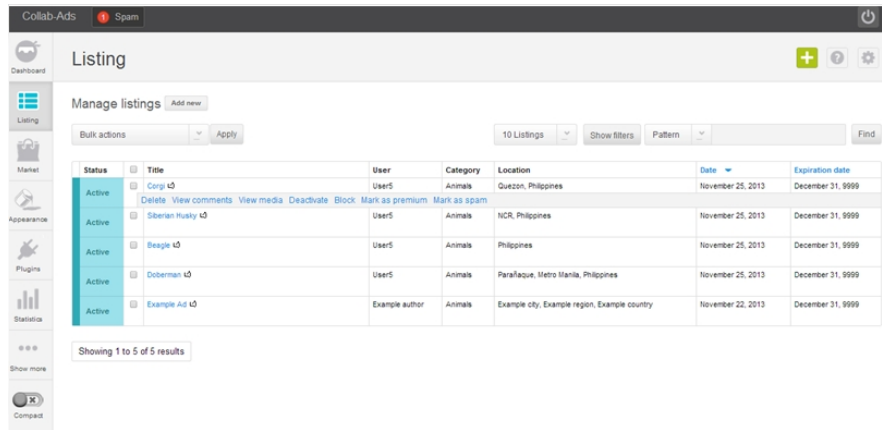 Collab-Ads 1 Spam
Dashboard
Listing
Market
Appearance
Plugins
Statistics
Show more
Compact
Listing
Manage listings Add new
Bulk actions Apply 10 Listings Show filters Pattern Find
Status Title User Category Location Date Expiration date
Active Corgi User5 Animals Quezon, Philippines November 25, 2013 December 31, 9999
Delete View comments View media Deactivate Block Mark as premium Mark as spam
Active Siberian Husky User5 Animals NCR, Philippines November 25, 2013 December 31, 9999
Active Beagle User5 Animals Philippines November 25, 2013 December 31, 9999
Active Doberman User5 Animals Parañaque, Metro Manila, Philippines November 25, 2013 December 31, 9999
Active Example Ad Example author Animals Example city, Example region, Example country November 22, 2013 December 31, 9999
Showing 1 to 5 of 5 results